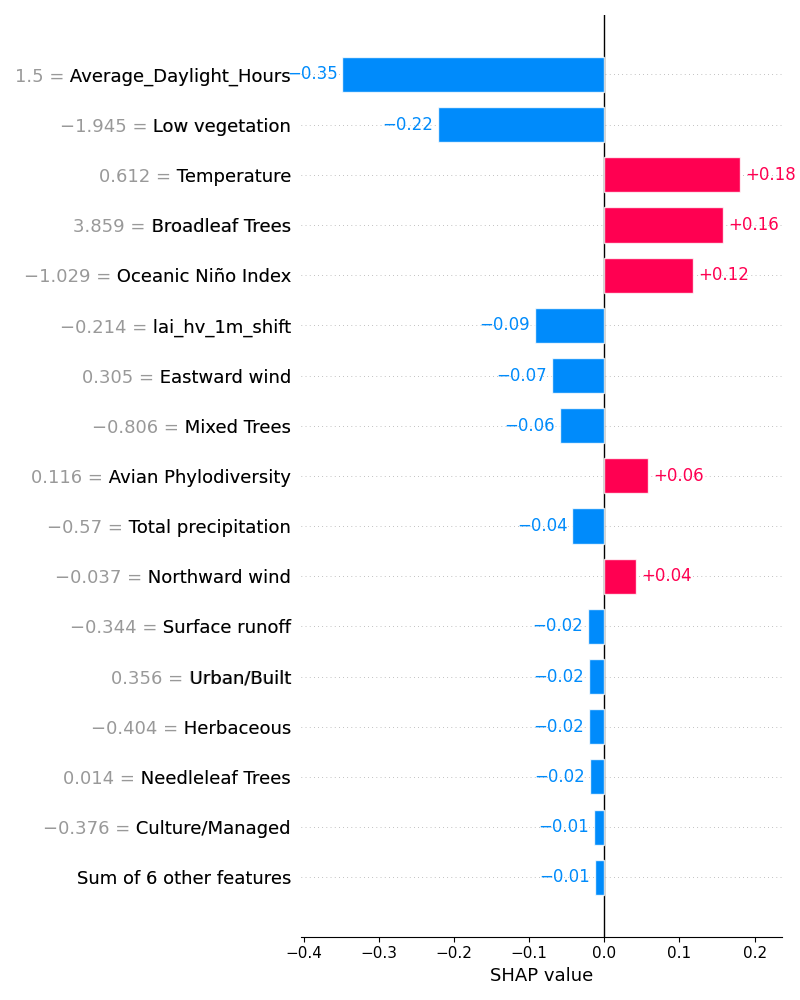 1.5 = Average_Daylight_Hours −0.35
−1.945 = Low vegetation −0.22
0.612 = Temperature +0.18
3.859 = Broadleaf Trees +0.16
−1.029 = Oceanic Niño Index +0.12
−0.214 = lai_hv_1m_shift −0.09
0.305 = Eastward wind −0.07
−0.806 = Mixed Trees −0.06
0.116 = Avian Phylodiversity +0.06
−0.57 = Total precipitation −0.04
−0.037 = Northward wind +0.04
−0.344 = Surface runoff −0.02
0.356 = Urban/Built −0.02
−0.404 = Herbaceous −0.02
0.014 = Needleleaf Trees −0.02
−0.376 = Culture/Managed −0.01
Sum of 6 other features −0.01
−0.4 −0.3 −0.2 −0.1 0.0 0.1 0.2
SHAP value